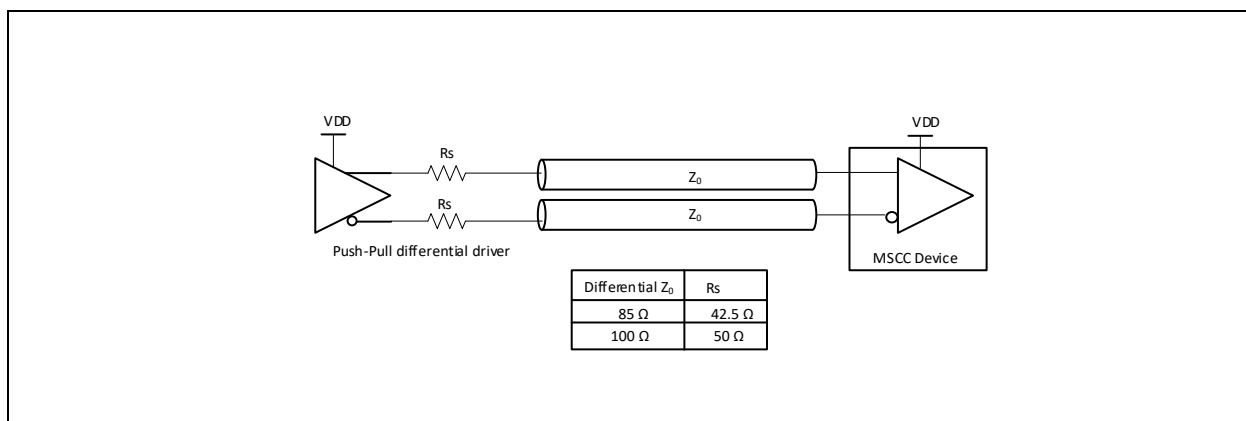 VDD
VDD
Rs
Z₀
Rs
Z₀
Push-Pull differential driver
MSCC Device
Differential Z₀ Rs
85 Ω 42.5 Ω
100 Ω 50 Ω